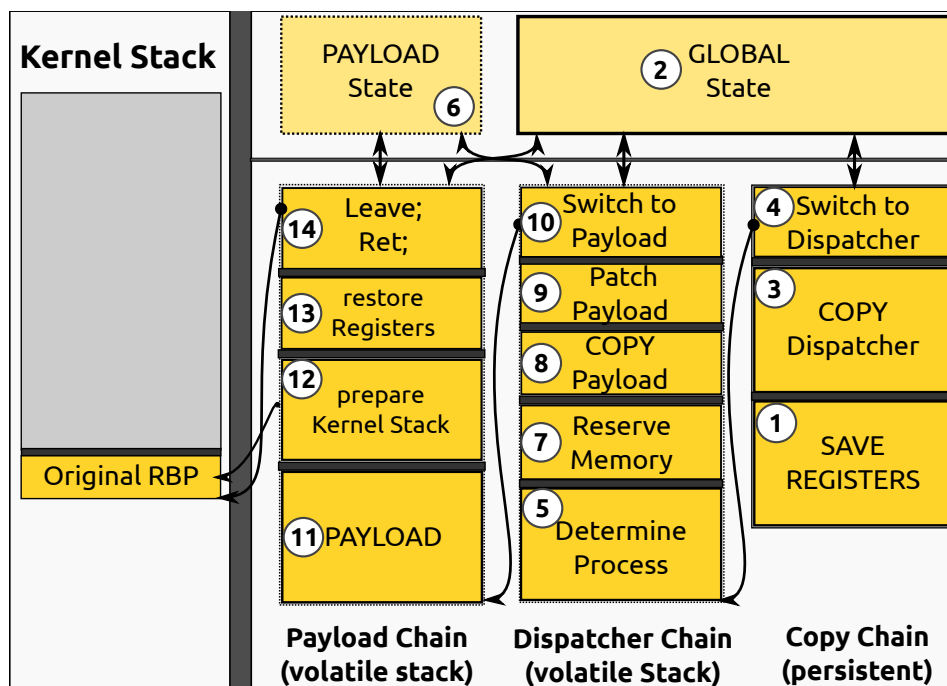 Kernel Stack
Original RBP
PAYLOAD
State
6
2
GLOBAL
State
14
Leave;
Ret;
13
restore
Registers
12
prepare
Kernel Stack
11
PAYLOAD
Payload Chain
(volatile stack)
10
Switch to
Payload
9
Patch
Payload
8
COPY
Payload
7
Reserve
Memory
5
Determine
Process
Dispatcher Chain
(volatile Stack)
4
Switch to
Dispatcher
3
COPY
Dispatcher
1
SAVE
REGISTERS
Copy Chain
(persistent)